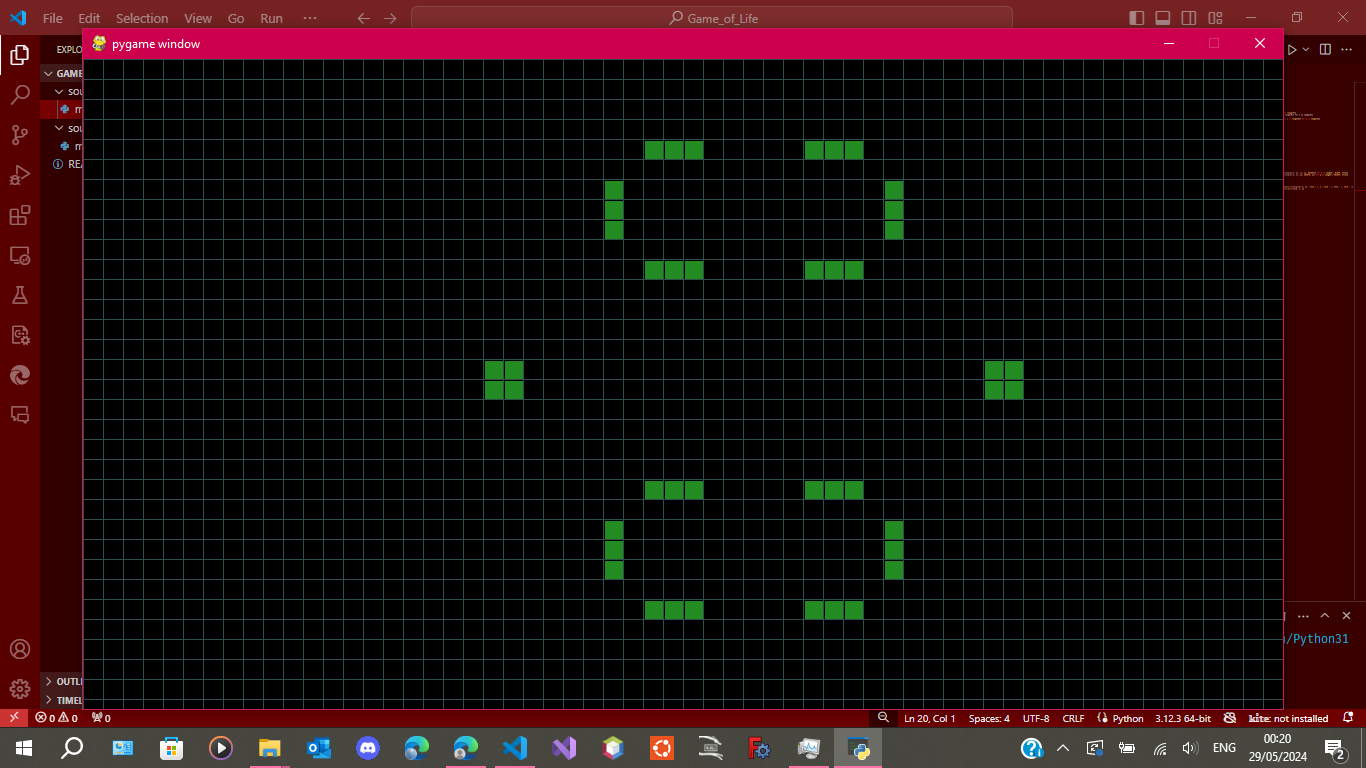 File Edit Selection View Go Run ··· Game_of_Life
pygame window
EXPLO
GAME
sou
m
sou
m
REA
u/Python31
OUTLI
TIMEL
0 0 0 Ln 20, Col 1 Spaces: 4 UTF-8 CRLF Python 3.12.3 64-bit kite: not installed
ENG 00:20
29/05/2024 2